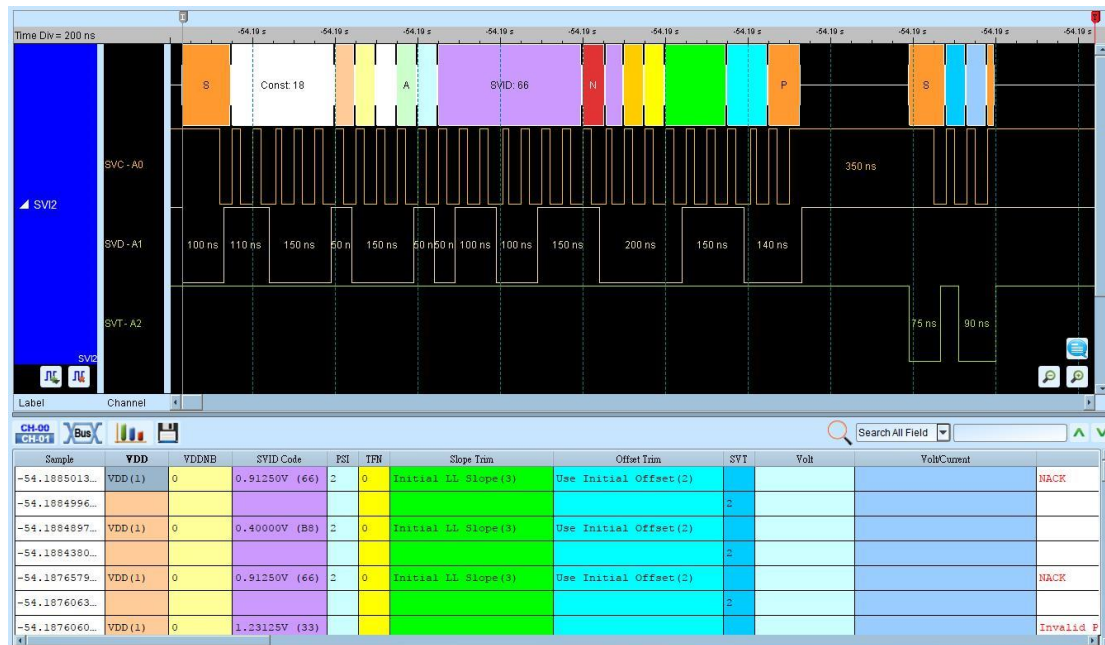 Time Div = 200 ns
-54.19 s -54.19 s -54.19 s -54.19 s -54.19 s -54.19 s -54.19 s -54.19 s -54.19 s -54.19 s -54.19 s
S Const: 18 A SVID: 66 N P S
SVC - A0 350 ns
SVI2
SVD - A1 100 ns 110 ns 150 ns 50 n 150 ns 50 n 50 n 100 ns 100 ns 150 ns 200 ns 150 ns 140 ns
SVT - A2 75 ns 90 ns
SVI2
Label Channel
CH-00
CH-01 Bus Search All Field
Sample VDD VDDNB SVID Code PSI TFN Slope Trim Offset Trim SVT Volt Volt/Current
-54.1885013... VDD(1) 0 0.91250V (66) 2 0 Initial LL Slope(3) Use Initial Offset(2) NACK
-54.1884996... 2
-54.1884897... VDD(1) 0 0.40000V (B8) 2 0 Initial LL Slope(3) Use Initial Offset(2)
-54.1884380... 2
-54.1876579... VDD(1) 0 0.91250V (66) 2 0 Initial LL Slope(3) Use Initial Offset(2) NACK
-54.1876063... 2
-54.1876060... VDD(1) 0 1.23125V (33) Invalid P